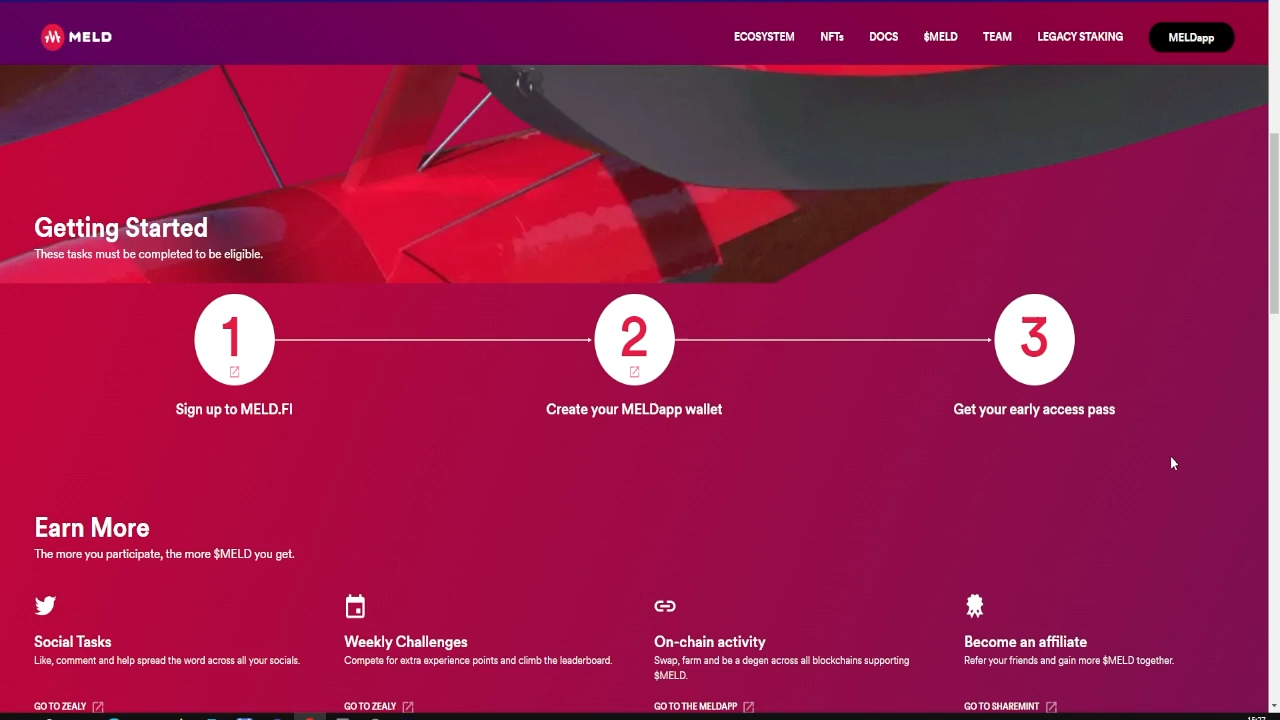 MELD
ECOSYSTEM
NFTs
DOCS
$MELD
TEAM
LEGACY STAKING
MELDapp
Getting Started
These tasks must be completed to be eligible.
1
2
3
Sign up to MELD.FI
Create your MELDapp wallet
Get your early access pass
Earn More
The more you participate, the more $MELD you get.
Social Tasks
Like, comment and help spread the word across all your socials.
GO TO ZEALY
Weekly Challenges
Compete for extra experience points and climb the leaderboard.
GO TO ZEALY
On-chain activity
Swap, farm and be a degen across all blockchains supporting
$MELD.
GO TO THE MELDAPP
Become an affiliate
Refer your friends and gain more $MELD together.
GO TO SHAREMINT